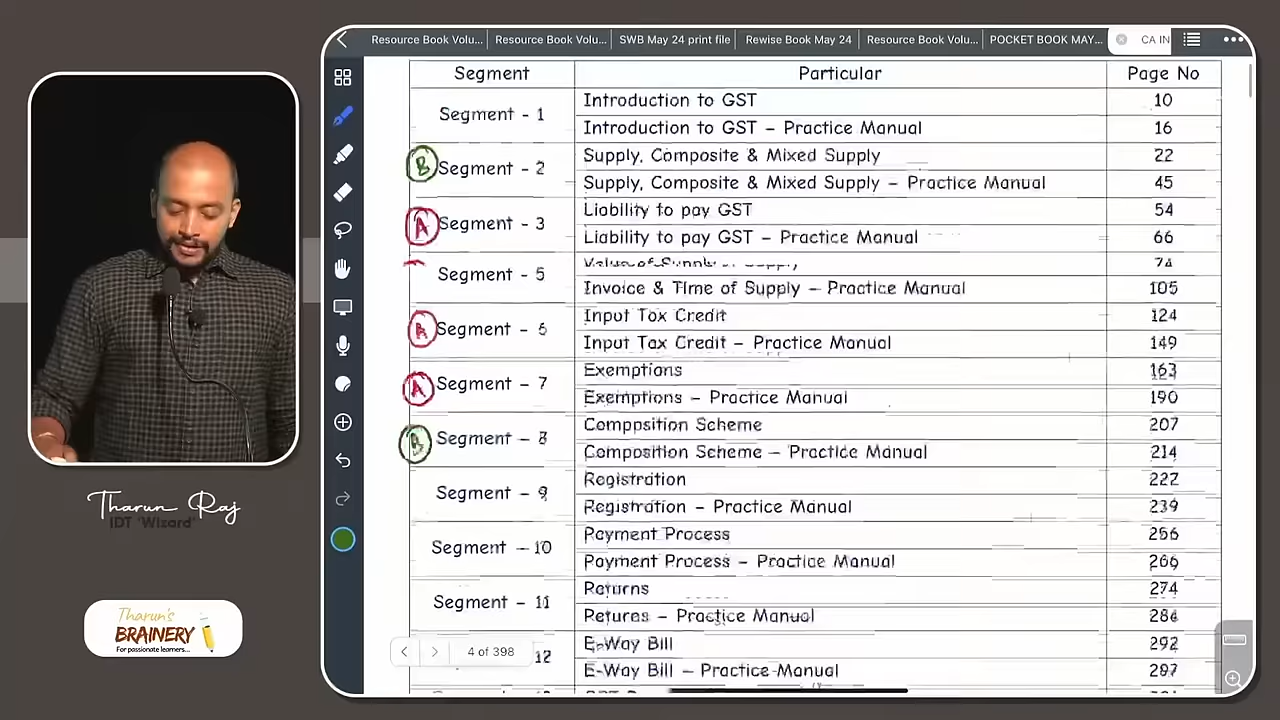 Resource Book Volu... Resource Book Volu... SWB May 24 print file Rewise Book May 24 Resource Book Volu... POCKET BOOK MAY... CA IN
Segment Particular Page No
Segment - 1
Introduction to GST 10
Introduction to GST - Practice Manual 16
B Segment - 2
Supply, Composite & Mixed Supply 22
Supply, Composite & Mixed Supply - Practice Manual 45
A Segment - 3
Liability to pay GST 54
Liability to pay GST - Practice Manual 66
Segment - 5
74
Invoice & Time of Supply - Practice Manual 105
Segment - 6
Input Tax Credit 124
Input Tax Credit - Practice Manual 149
A Segment - 7
Exemptions 163
Exemptions - Practice Manual 190
Segment - 8
Composition Scheme 207
Composition Scheme - Practice Manual 214
Segment - 9
Registration 222
Registration - Practice Manual 239
Segment - 10
Payment Process 256
Payment Process - Practice Manual 266
Segment - 11
Returns 274
Returns - Practice Manual 284
12
E-Way Bill 292
E-Way Bill - Practice Manual 297
4 of 398
Tharun Raj
IDT 'Wizard'
Tharun's
BRAINERY
For passionate learners...